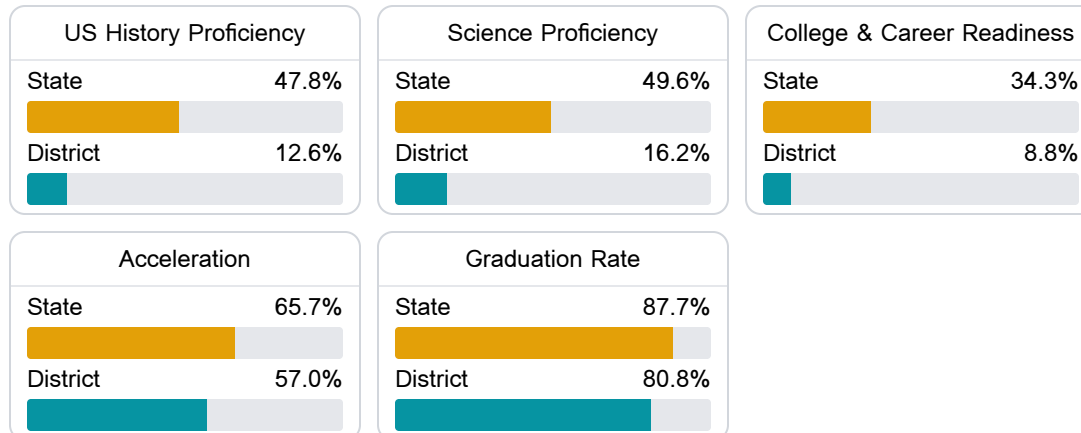 US History Proficiency
State 47.8%
District 12.6%
Science Proficiency
State 49.6%
District 16.2%
College & Career Readiness
State 34.3%
District 8.8%
Acceleration
State 65.7%
District 57.0%
Graduation Rate
State 87.7%
District 80.8%